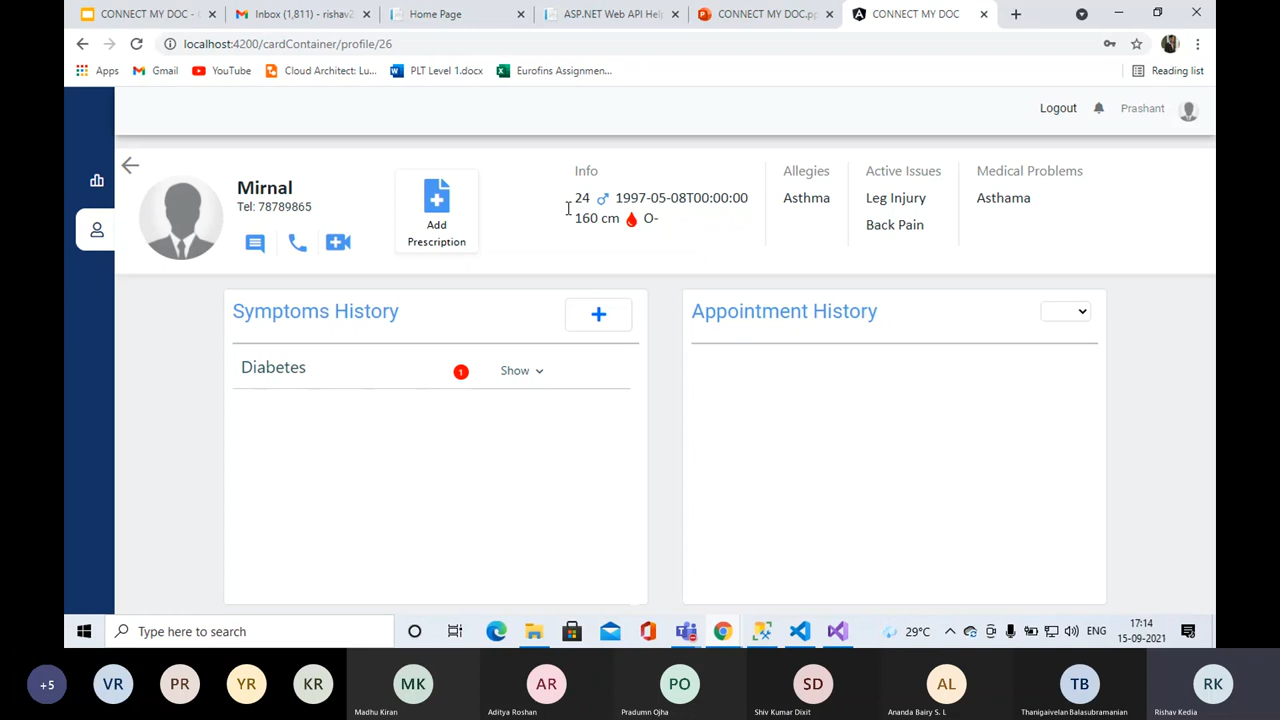 CONNECT MY DOC -
Inbox (1,811) - rishav2
Home Page
ASP.NET Web API Help
CONNECT MY DOC.pp
CONNECT MY DOC
localhost:4200/cardContainer/profile/26
Apps
Gmail
YouTube
Cloud Architect: Lu...
PLT Level 1.docx
Eurofins Assignmen...
Reading list
Logout
Prashant
Mirnal
Tel: 78789865
Add
Prescription
Info
24 1997-05-08T00:00:00
160 cm O-
Allegies
Asthma
Active Issues
Leg Injury
Back Pain
Medical Problems
Asthama
Symptoms History
Diabetes
1
Show
Appointment History
Type here to search
29°C
ENG
17:14
15-09-2021
+5
VR
PR
YR
KR
MK
Madhu Kiran
AR
Aditya Roshan
PO
Pradumn Ojha
SD
Shiv Kumar Dixit
AL
Ananda Bairy S. L
TB
Thanigaivelan Balasubramanian
RK
Rishav Kedia